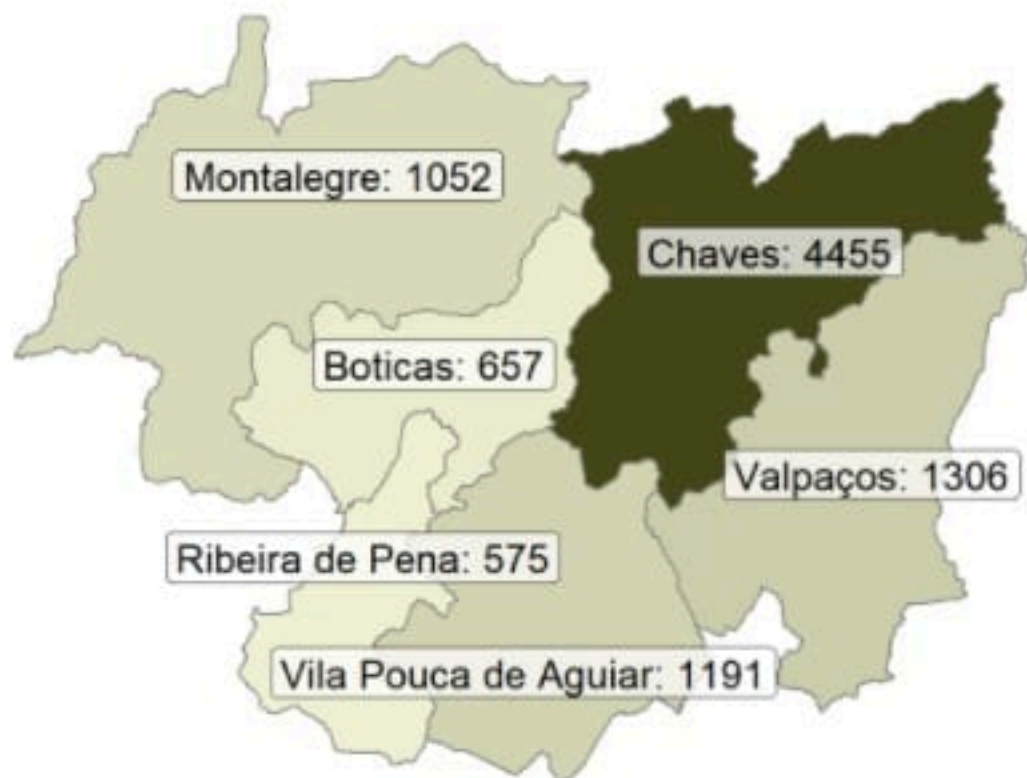 Montalegre: 1052
Chaves: 4455
Boticas: 657
Valpaços: 1306
Ribeira de Pena: 575
Vila Pouca de Aguiar: 1191